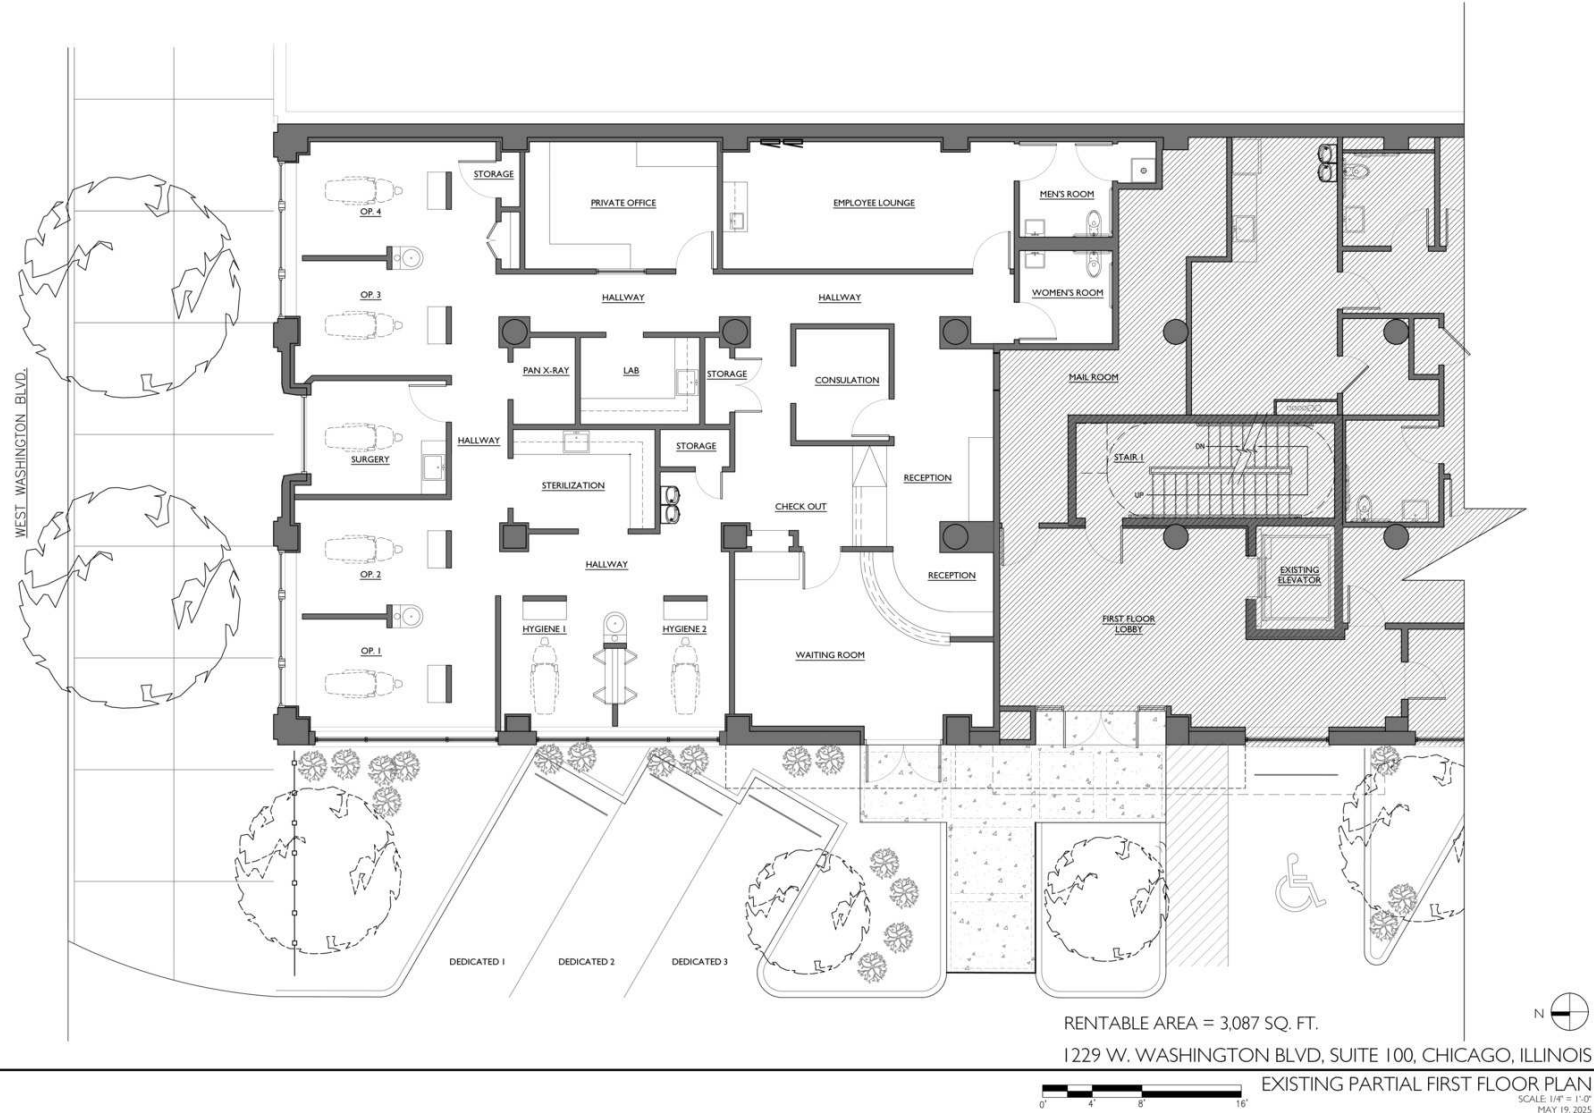 STORAGE
OP. 4
PRIVATE OFFICE
EMPLOYEE LOUNGE
MEN'S ROOM
OP. 3
HALLWAY
HALLWAY
WOMEN'S ROOM
PAN X-RAY
LAB
STORAGE
CONSULATION
MAIL ROOM
WEST WASHINGTON BLVD.
SURGERY
HALLWAY
STORAGE
STERILIZATION
RECEPTION
STAIR 1
DN
UP
CHECK OUT
OP. 2
HALLWAY
RECEPTION
EXISTING
ELEVATOR
HYGIENE 1
HYGIENE 2
FIRST FLOOR
LOBBY
OP. 1
WAITING ROOM
DEDICATED 1
DEDICATED 2
DEDICATED 3
N
RENTABLE AREA = 3,087 SQ. FT.
1229 W. WASHINGTON BLVD, SUITE 100, CHICAGO, ILLINOIS
EXISTING PARTIAL FIRST FLOOR PLAN
0' 4' 8' 16'
SCALE: 1/4" = 1'-0"
MAY 19, 2025